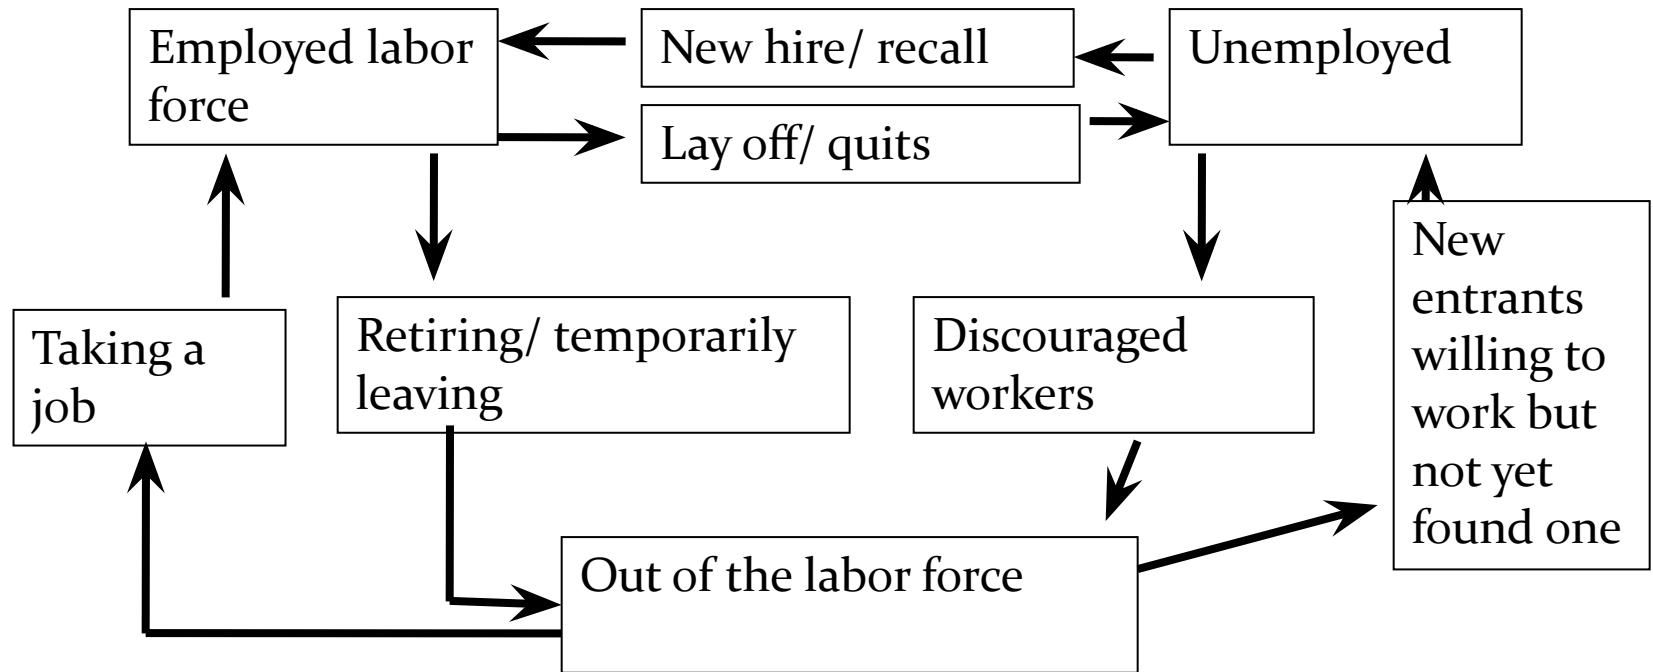 Employed labor
force
New hire/ recall
Unemployed
Lay off/ quits
Taking a
job
Retiring/ temporarily
leaving
Discouraged
workers
New
entrants
willing to
work but
not yet
found one
Out of the labor force